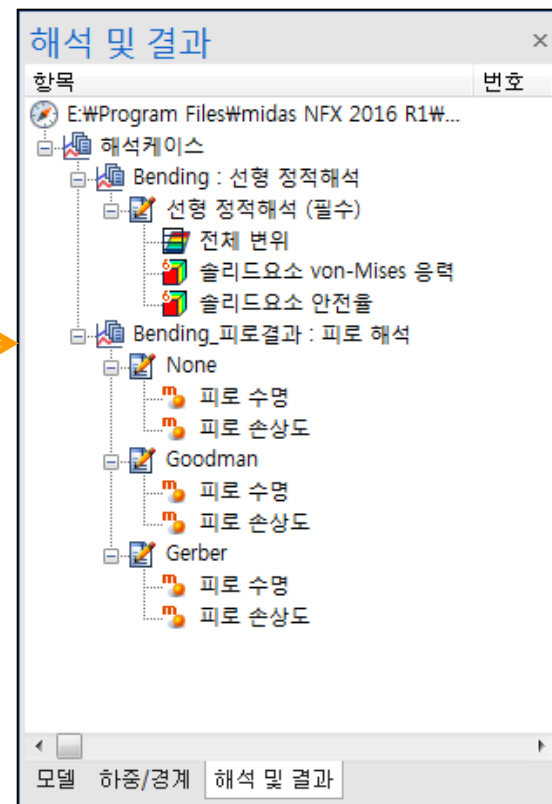 해석 및 결과
항목 번호
E:₩Program Files₩midas NFX 2016 R1₩...
해석케이스
Bending : 선형 정적해석
선형 정적해석 (필수)
전체 변위
솔리드요소 von-Mises 응력
솔리드요소 안전율
Bending_피로결과 : 피로 해석
None
피로 수명
피로 손상도
Goodman
피로 수명
피로 손상도
Gerber
피로 수명
피로 손상도
모델 하중/경계 해석 및 결과